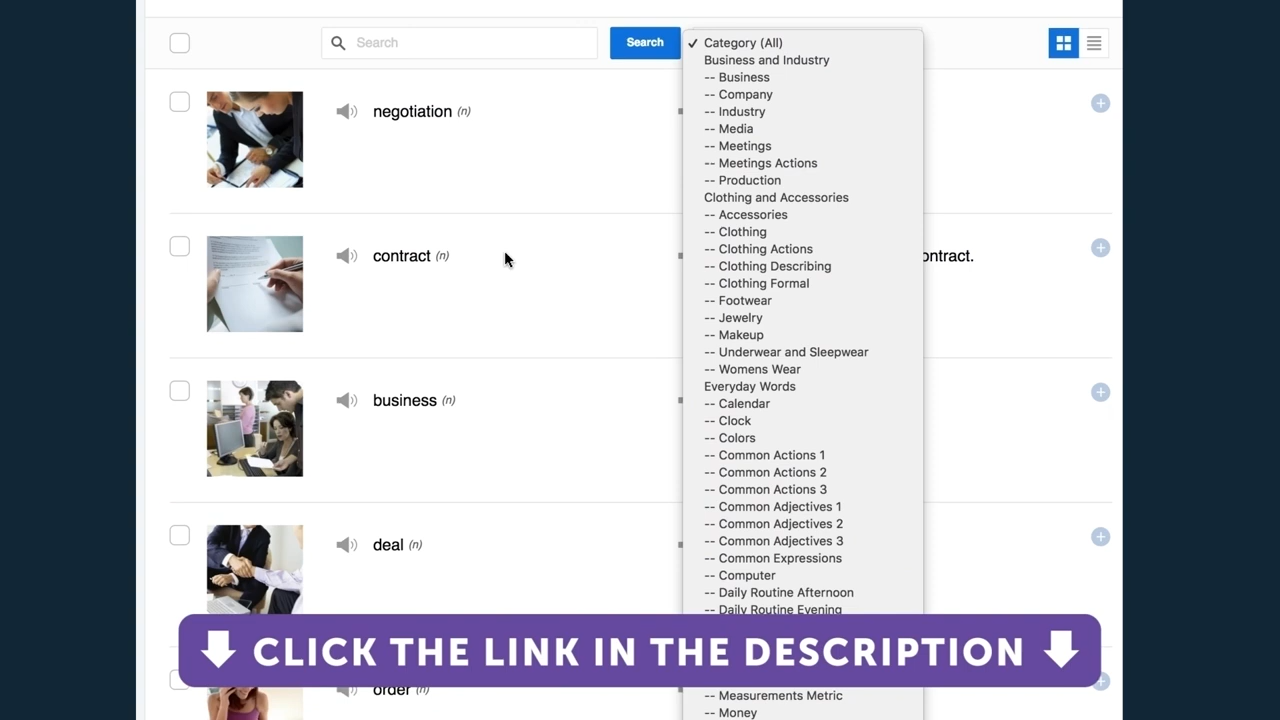 Search
Search
✓ Category (All)
Business and Industry
-- Business
-- Company
-- Industry
-- Media
-- Meetings
-- Meetings Actions
-- Production
Clothing and Accessories
-- Accessories
-- Clothing
-- Clothing Actions
-- Clothing Describing
-- Clothing Formal
-- Footwear
-- Jewelry
-- Makeup
-- Underwear and Sleepwear
-- Womens Wear
Everyday Words
-- Calendar
-- Clock
-- Colors
-- Common Actions 1
-- Common Actions 2
-- Common Actions 3
-- Common Adjectives 1
-- Common Adjectives 2
-- Common Adjectives 3
-- Common Expressions
-- Computer
-- Daily Routine Afternoon
-- Daily Routine Evening
-- Measurements Metric
-- Money
negotiation (n)
contract (n)
ontract.
business (n)
deal (n)
order (n)
CLICK THE LINK IN THE DESCRIPTION